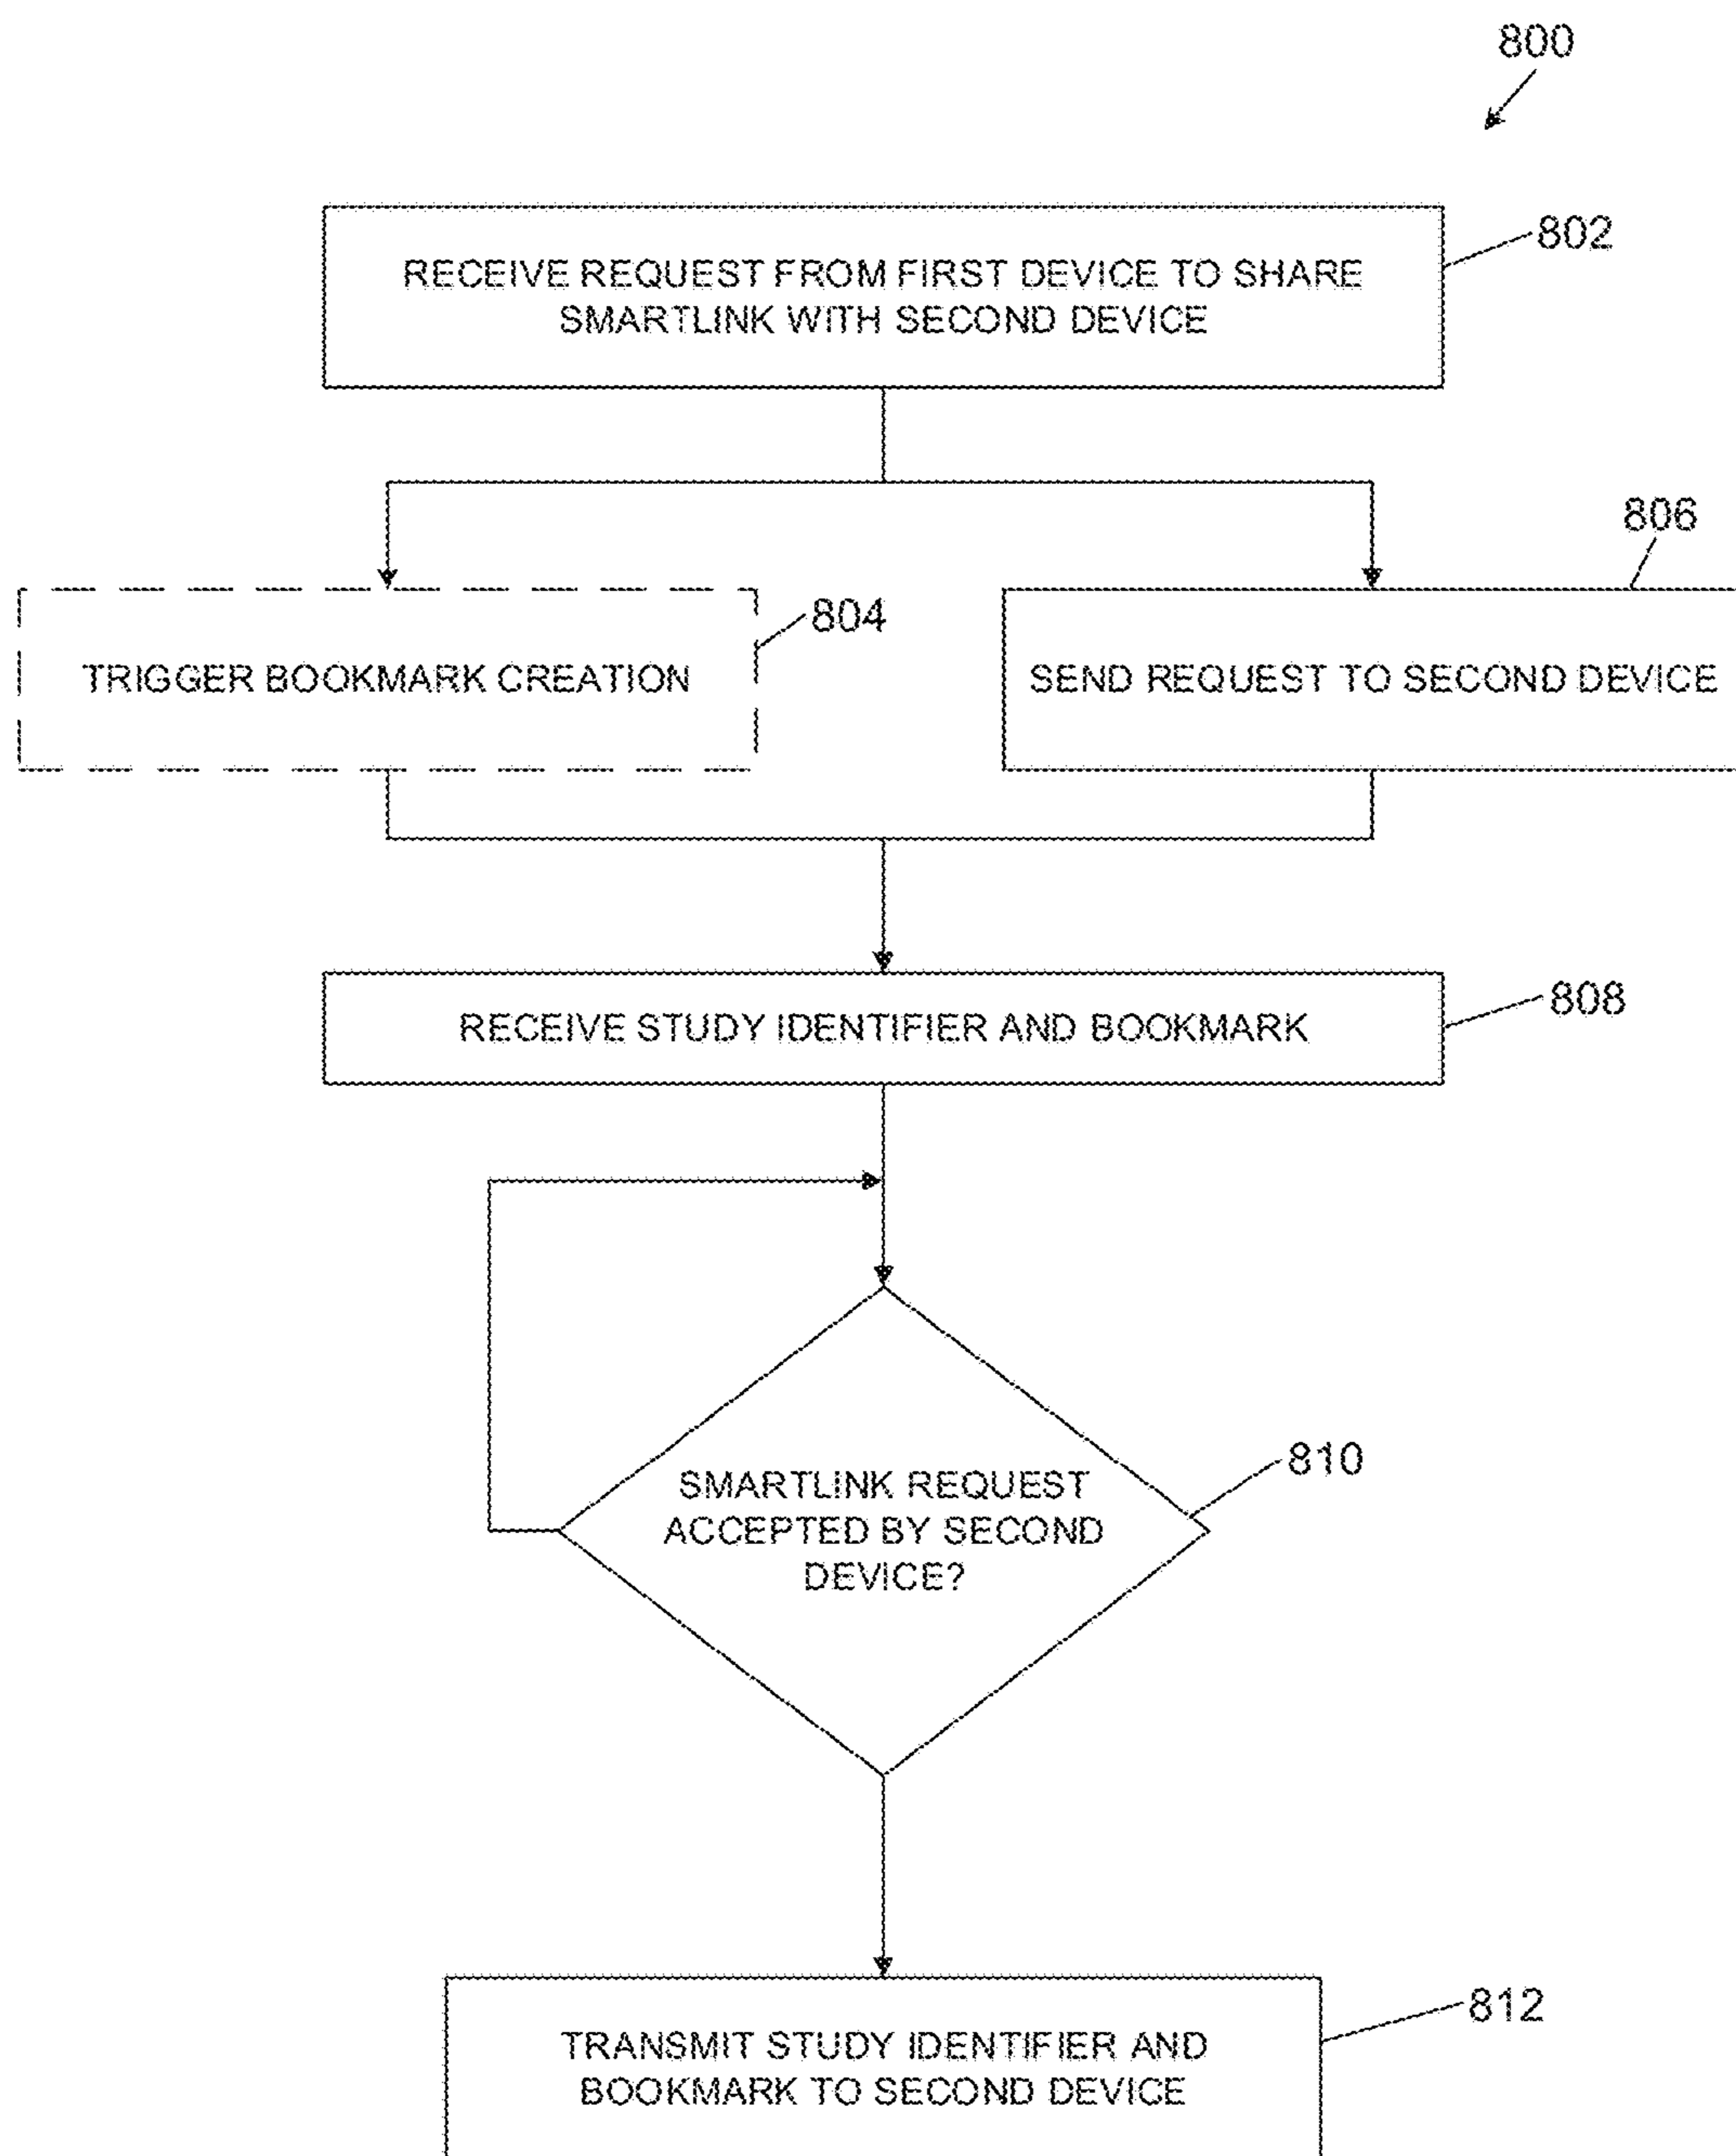 800
802
RECEIVE REQUEST FROM FIRST DEVICE TO SHARE
SMARTLINK WITH SECOND DEVICE
806
804
TRIGGER BOOKMARK CREATION
SEND REQUEST TO SECOND DEVICE
808
RECEIVE STUDY IDENTIFIER AND BOOKMARK
810
SMARTLINK REQUEST
ACCEPTED BY SECOND
DEVICE?
812
TRANSMIT STUDY IDENTIFIER AND
BOOKMARK TO SECOND DEVICE